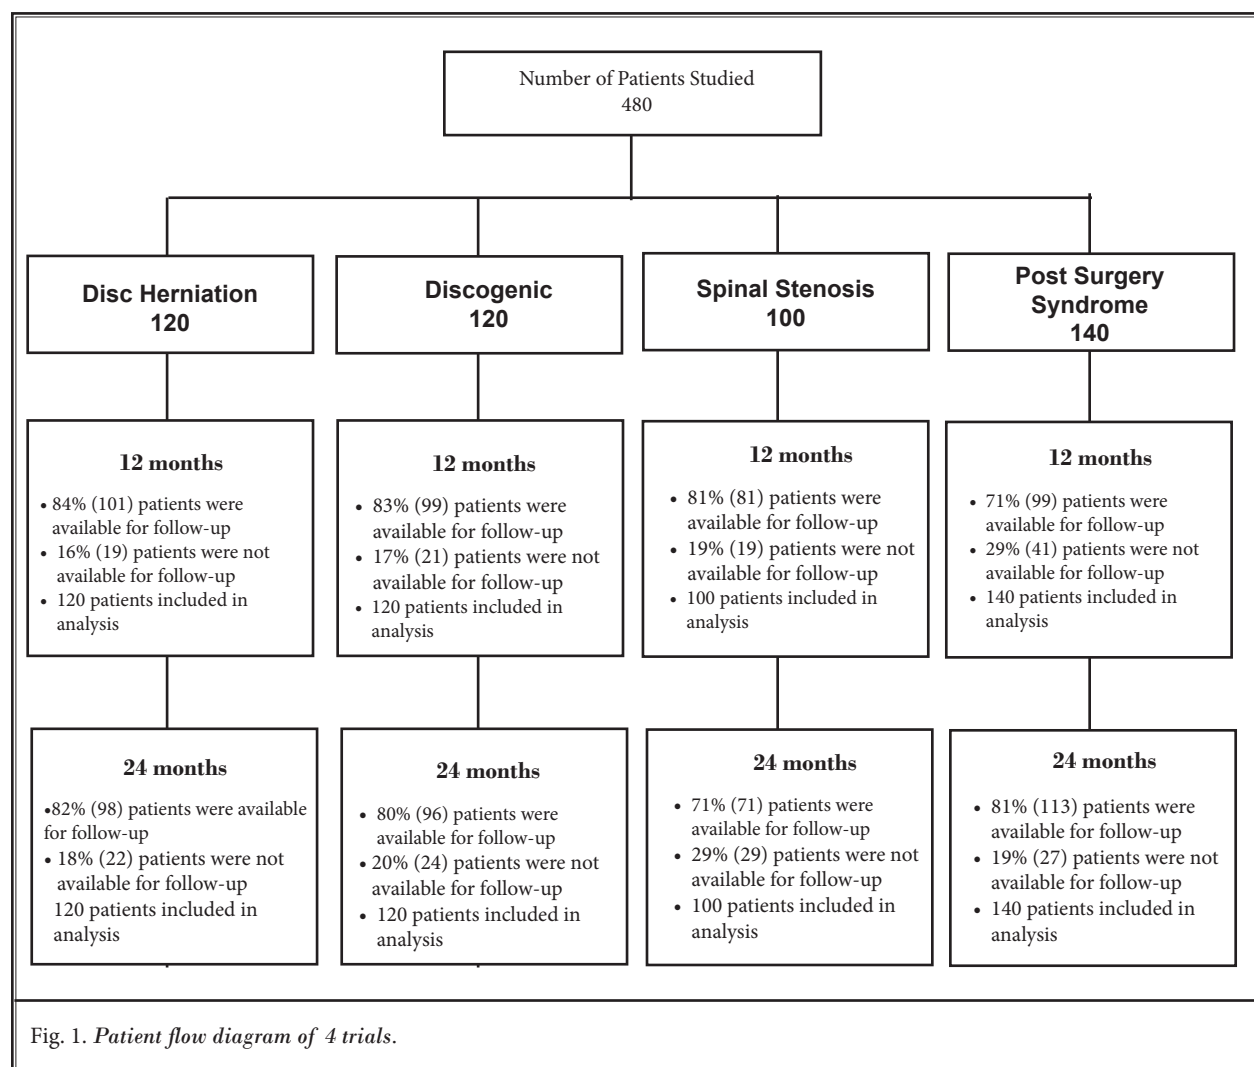 Number of Patients Studied
480
Disc Herniation
120
Discogenic
120
Spinal Stenosis
100
Post Surgery
Syndrome
140
12 months
• 84% (101) patients were
available for follow-up
• 16% (19) patients were not
available for follow-up
• 120 patients included in
analysis
12 months
• 83% (99) patients were
available for follow-up
• 17% (21) patients were not
available for follow-up
• 120 patients included in
analysis
12 months
• 81% (81) patients were
available for follow-up
• 19% (19) patients were not
available for follow-up
• 100 patients included in
analysis
12 months
• 71% (99) patients were
available for follow-up
• 29% (41) patients were not
available for follow-up
• 140 patients included in
analysis
24 months
•82% (98) patients were available
for follow-up
• 18% (22) patients were not
available for follow-up
120 patients included in
analysis
24 months
• 80% (96) patients were
available for follow-up
• 20% (24) patients were not
available for follow-up
• 120 patients included in
analysis
24 months
• 71% (71) patients were
available for follow-up
• 29% (29) patients were not
available for follow-up
• 100 patients included in
analysis
24 months
• 81% (113) patients were
available for follow-up
• 19% (27) patients were not
available for follow-up
• 140 patients included in
analysis
Fig. 1. Patient flow diagram of 4 trials.